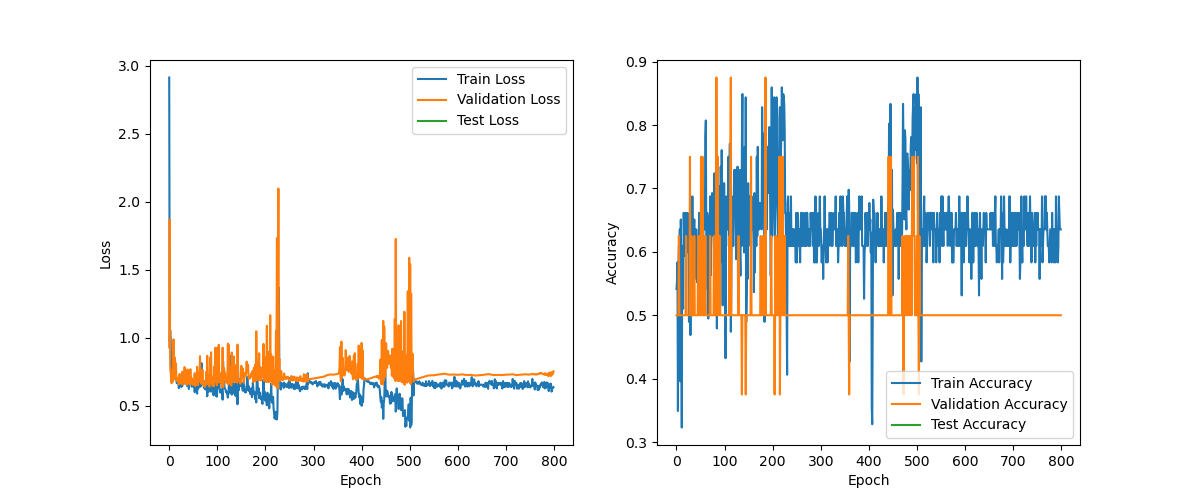 3.0
2.5
2.0
1.5
1.0
0.5
Loss
0 100 200 300 400 500 600 700 800
Epoch
Train Loss
Validation Loss
Test Loss
0.9
0.8
0.7
0.6
0.5
0.4
0.3
Accuracy
0 100 200 300 400 500 600 700 800
Epoch
Train Accuracy
Validation Accuracy
Test Accuracy